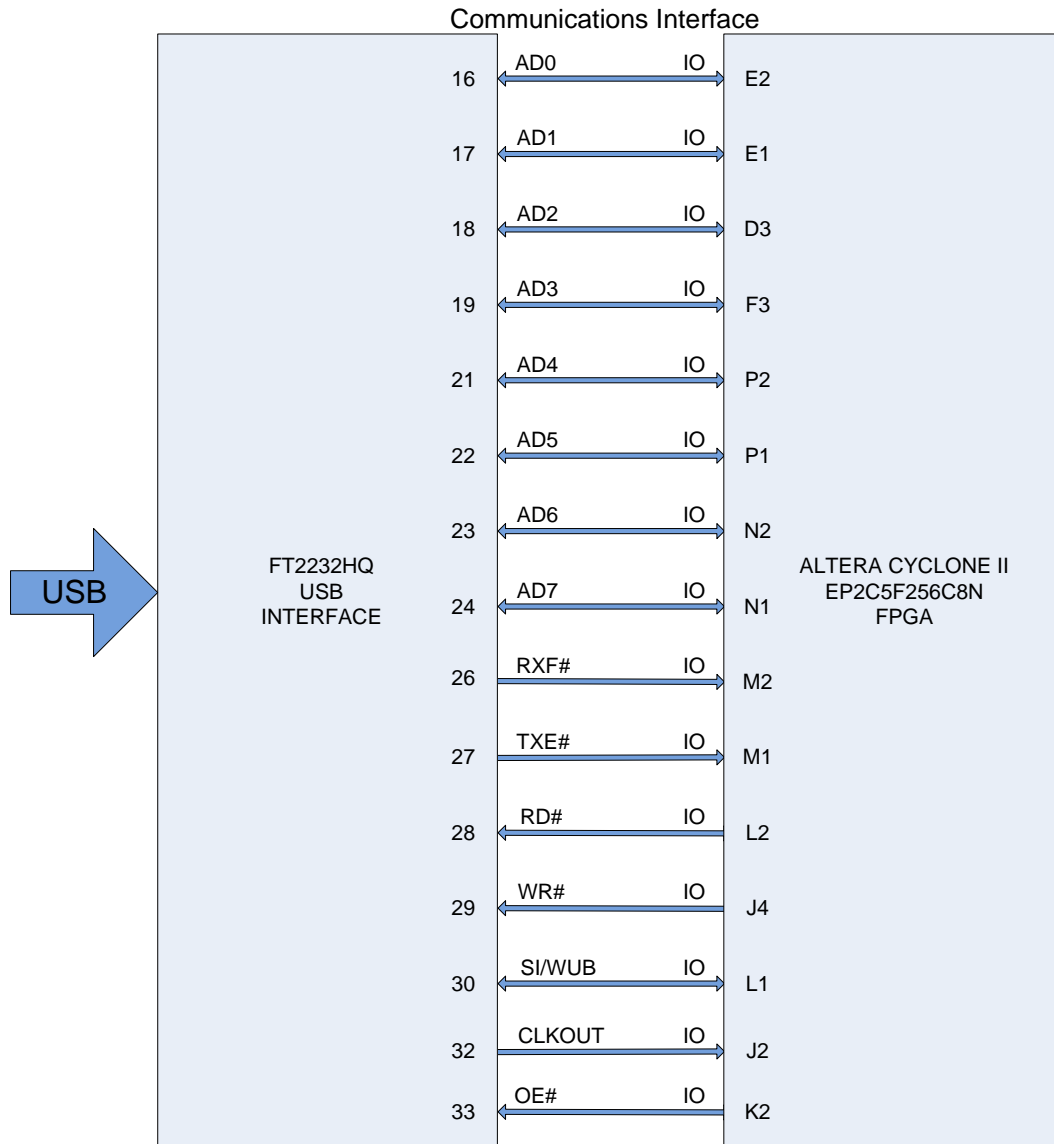 Communications Interface
16 AD0 IO E2
17 AD1 IO E1
18 AD2 IO D3
19 AD3 IO F3
21 AD4 IO P2
22 AD5 IO P1
23 AD6 IO N2
USB
FT2232HQ
USB
INTERFACE
ALTERA CYCLONE II
EP2C5F256C8N
FPGA
24 AD7 IO N1
26 RXF# IO M2
27 TXE# IO M1
28 RD# IO L2
29 WR# IO J4
30 SI/WUB IO L1
32 CLKOUT IO J2
33 OE# IO K2